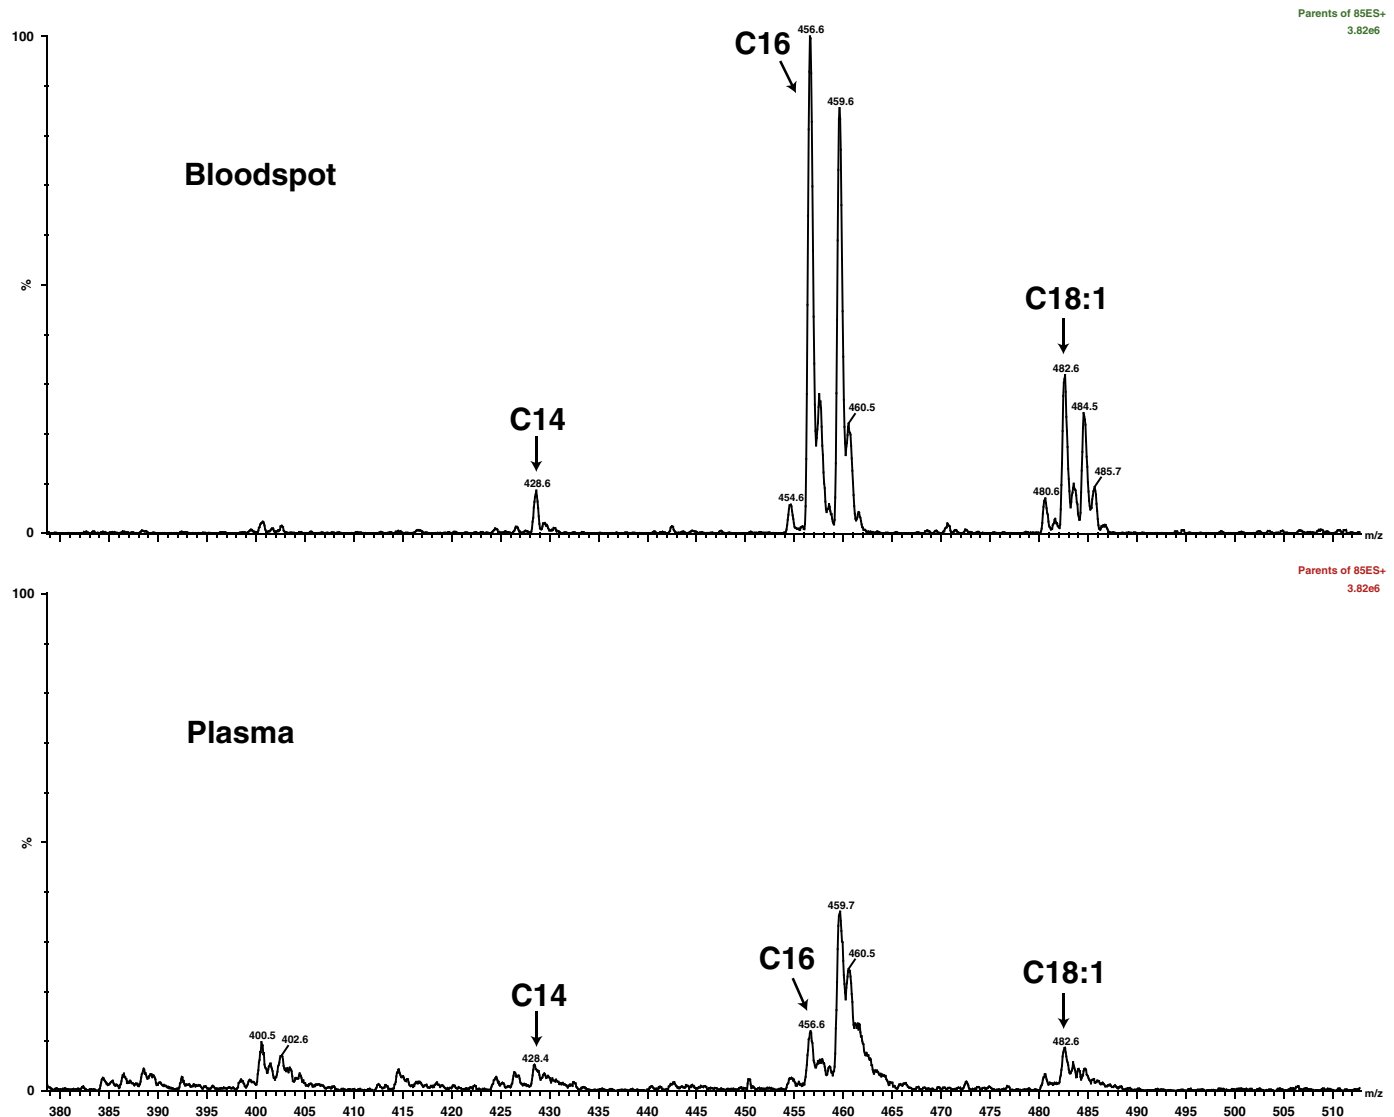 Parents of 85ES+
3.82e6
100
456.6
C16
459.6
Bloodspot
%
C18:1
482.6
484.5
C14
460.5
485.7
428.6
480.6
454.6
0
m/z
Parents of 85ES+
3.82e6
100
Plasma
%
459.7
C16
460.5
C18:1
C14
456.6
400.5
402.6
482.6
428.4
0
m/z
380 385 390 395 400 405 410 415 420 425 430 435 440 445 450 455 460 465 470 475 480 485 490 495 500 505 510